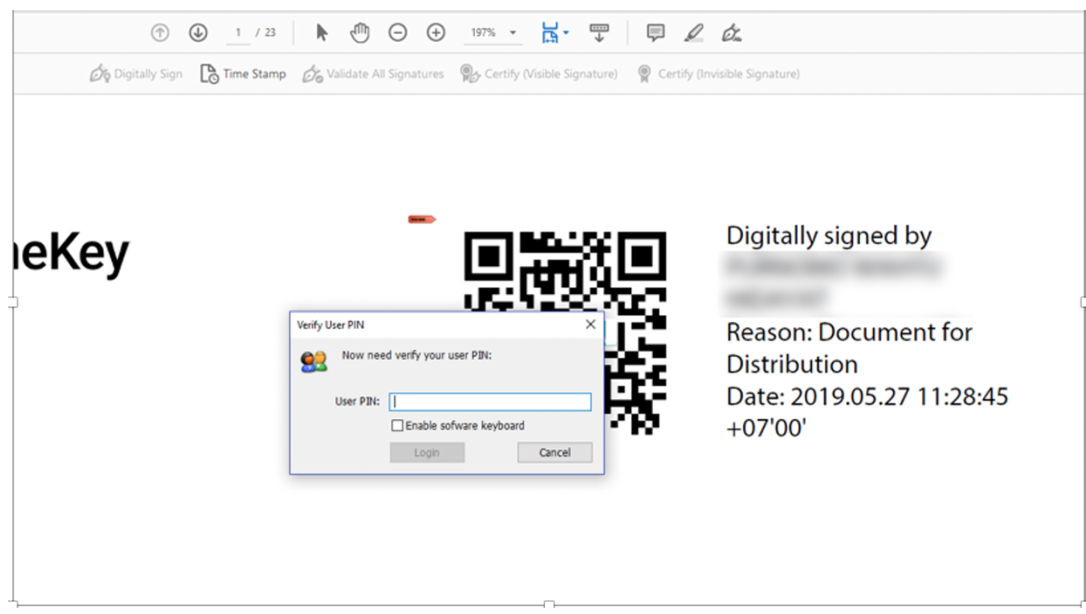 1 / 23
197%
Digitally Sign
Time Stamp
Validate All Signatures
Certify (Visible Signature)
Certify (Invisible Signature)
eKey
Digitally signed by
Reason: Document for
Distribution
Date: 2019.05.27 11:28:45
+07'00'
Verify User PIN
Now need verify your user PIN:
User PIN:
Enable sofware keyboard
Login
Cancel